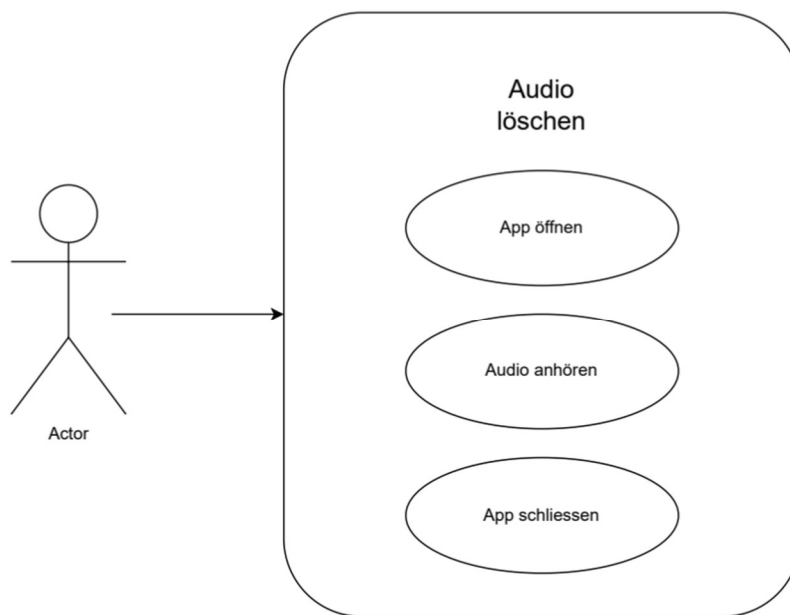 Audio
löschen
App öffnen
Audio anhören
App schliessen
Actor